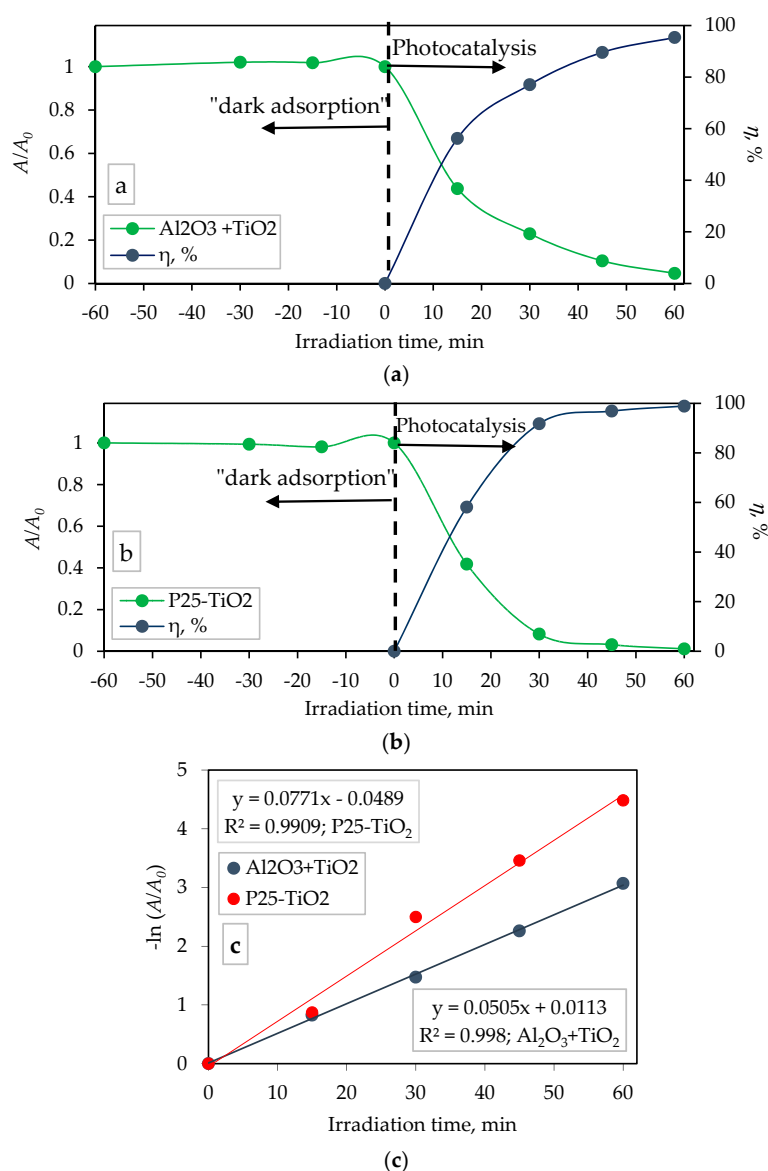 Photocatalysis
"dark adsorption"
a
Al2O3 +TiO2
η, %
A/A₀
1
0.8
0.6
0.4
0.2
0
100
80
60
40
20
0
η, %
-60 -50 -40 -30 -20 -10 0 10 20 30 40 50 60
Irradiation time, min
(a)
Photocatalysis
"dark adsorption"
b
P25-TiO2
η, %
A/A₀
1
0.8
0.6
0.4
0.2
0
100
80
60
40
20
0
η, %
-60 -50 -40 -30 -20 -10 0 10 20 30 40 50 60
Irradiation time, min
(b)
y = 0.0771x - 0.0489
R² = 0.9909; P25-TiO₂
Al2O3+TiO2
P25-TiO2
c
y = 0.0505x + 0.0113
R² = 0.998; Al₂O₃+TiO₂
-ln (A/A₀)
5
4
3
2
1
0
0 10 20 30 40 50 60
Irradiation time, min
(c)